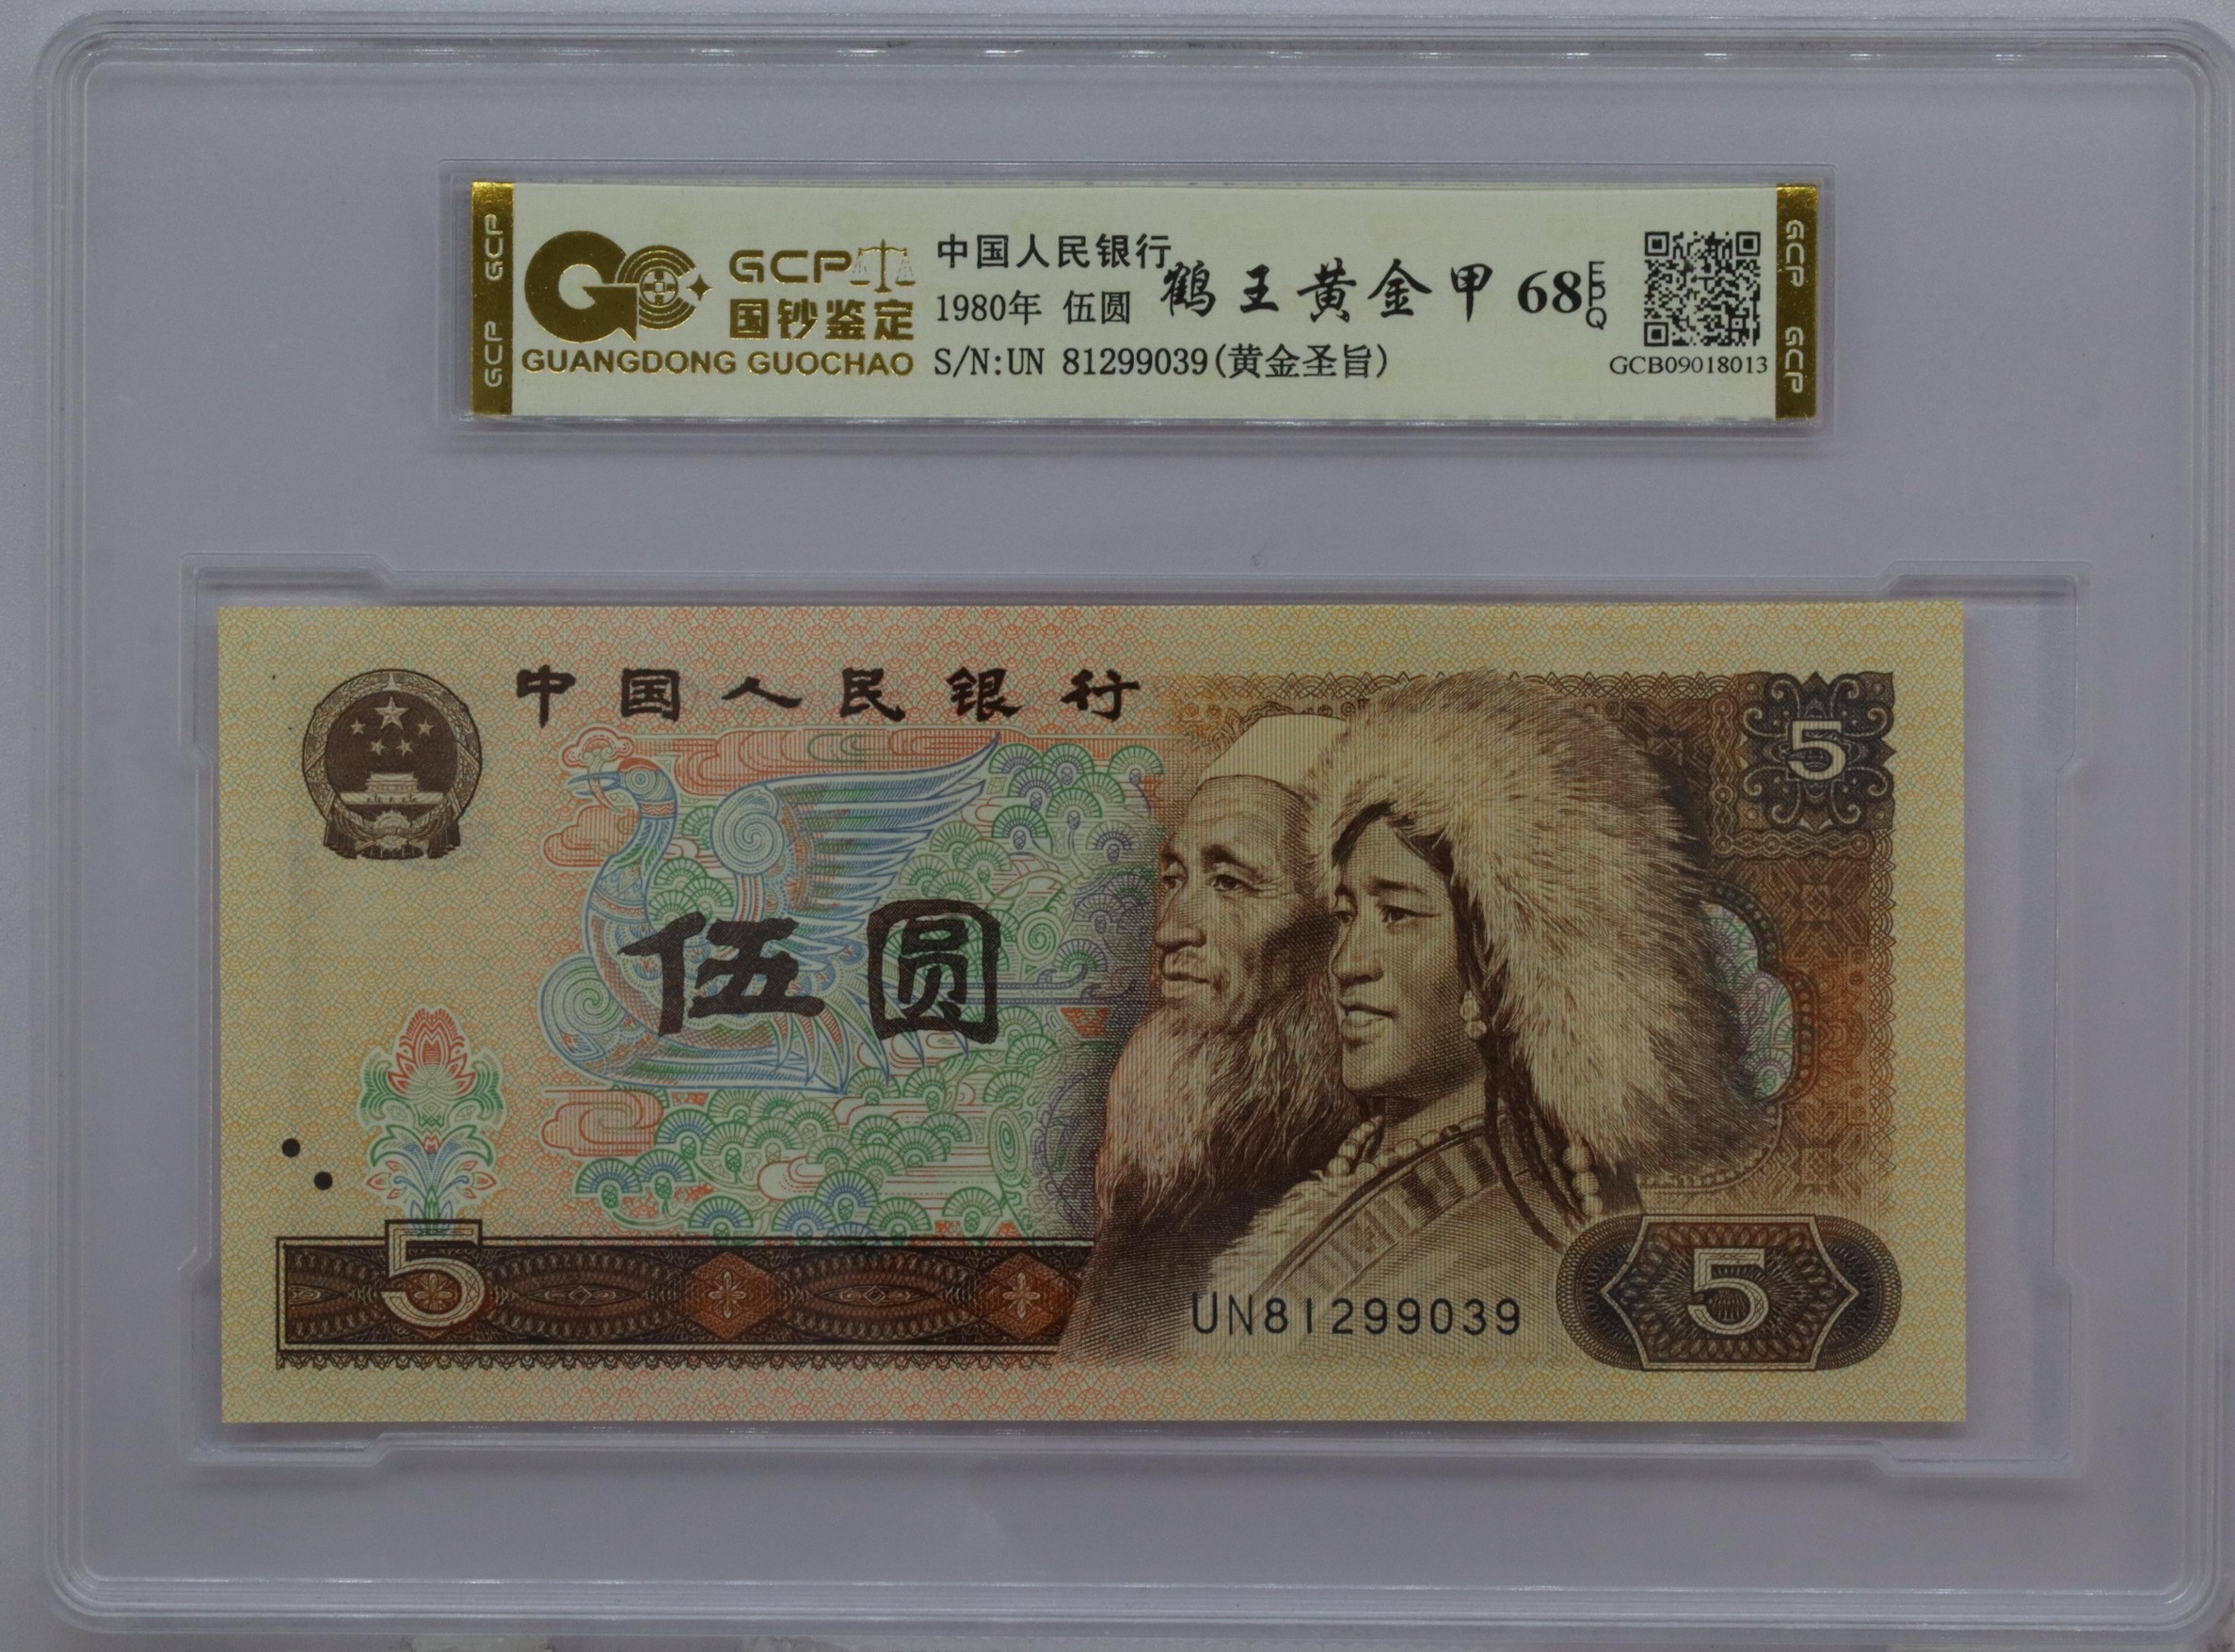 GCP GCP
GCP
国钞鉴定
GUANGDONG GUOCHAO
中国人民银行
1980年 伍圆
鹤王黄金甲 68 EPQ
S/N:UN 81299039(黄金圣旨)
GCB09018013
GCP GCP
中国人民银行
5
伍圆
5
UN81299039
5